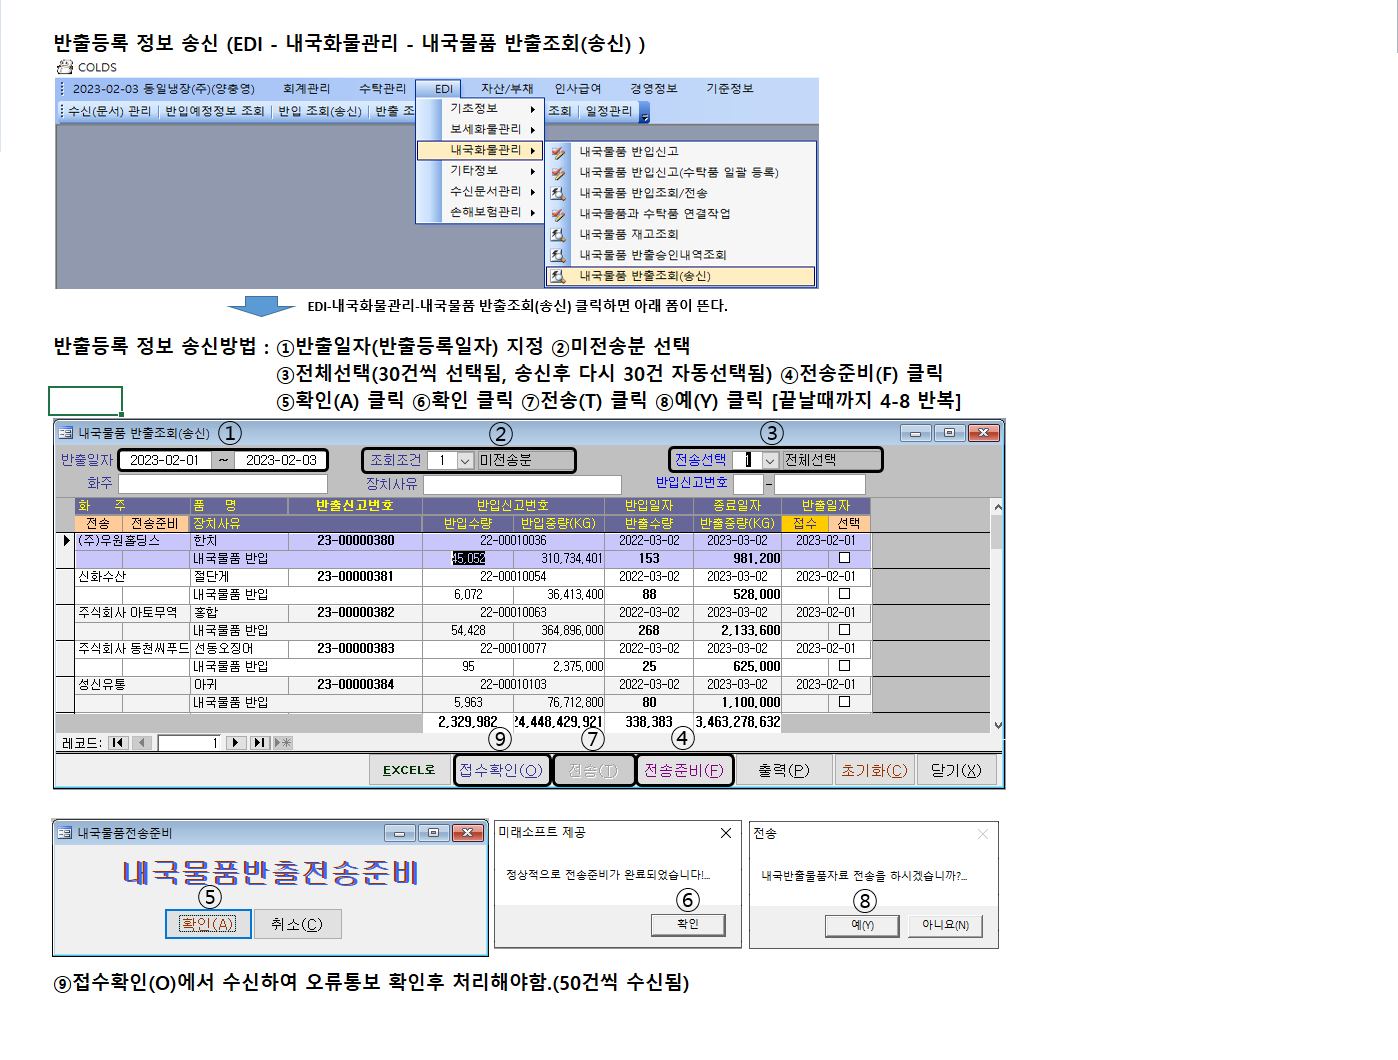 반출등록 정보 송신 (EDI - 내국화물관리 - 내국물품 반출조회(송신) )
COLDS
2023-02-03 동일냉장(주)(양충영) 회계관리 수탁관리 EDI 자산/부채 인사급여 경영정보 기준정보
수신(문서) 관리 반입예정정보 조회 반입 조회(송신) 반출 조 조회 일정관리
기초정보
보세화물관리
내국화물관리
기타정보
수신문서관리
손해보험관리
내국물품 반입신고
내국물품 반입신고(수탁품 일괄 등록)
내국물품 반입조회/전송
내국물품과 수탁품 연결작업
내국물품 재고조회
내국물품 반출승인내역조회
내국물품 반출조회(송신)
EDI-내국화물관리-내국물품 반출조회(송신) 클릭하면 아래 폼이 뜬다.
반출등록 정보 송신방법 : ①반출일자(반출등록일자) 지정 ②미전송분 선택
③전체선택(30건씩 선택됨, 송신후 다시 30건 자동선택됨) ④전송준비(F) 클릭
⑤확인(A) 클릭 ⑥확인 클릭 ⑦전송(T) 클릭 ⑧예(Y) 클릭 [끝날때까지 4-8 반복]
내국물품 반출조회(송신) ① ② ③
반출일자 2023-02-01 ~ 2023-02-03 조회조건 1 미전송분 전송선택 1 전체선택
화주 장치사유 반입신고번호 -
화 주 품 명 반출신고번호 반입신고번호 반입일자 종료일자 반출일자
전송 전송준비 장치사유 반입수량 반입중량(KG) 반출수량 반출중량(KG) 접수 선택
(주)우원홀딩스 한치 23-00000380 22-00010036 2022-03-02 2023-03-02 2023-02-01
내국물품 반입 45,052 310,734,401 153 981,200
신화수산 절단게 23-00000381 22-00010054 2022-03-02 2023-03-02 2023-02-01
내국물품 반입 6,072 36,413,400 88 528,000
주식회사 마토무역 홍합 23-00000382 22-00010063 2022-03-02 2023-03-02 2023-02-01
내국물품 반입 54,428 364,896,000 268 2,133,600
주식회사 동천씨푸드 선동오징어 23-00000383 22-00010077 2022-03-02 2023-03-02 2023-02-01
내국물품 반입 95 2,375,000 25 625,000
성신유통 아귀 23-00000384 22-00010103 2022-03-02 2023-03-02 2023-02-01
내국물품 반입 5,963 76,712,800 80 1,100,000
2,329,982 24,448,429,921 338,383 3,463,278,632
레코드: 1
⑨ ⑦ ④
EXCEL로 접수확인(O) 전송(T) 전송준비(F) 출력(P) 초기화(C) 닫기(X)
내국물품전송준비
내국물품반출전송준비
⑤
확인(A) 취소(C)
미래소프트 제공
정상적으로 전송준비가 완료되었습니다!...
⑥
확인
전송
내국반출물품자료 전송을 하시겠습니까?...
⑧
예(Y) 아니요(N)
⑨접수확인(O)에서 수신하여 오류통보 확인후 처리해야함.(50건씩 수신됨)